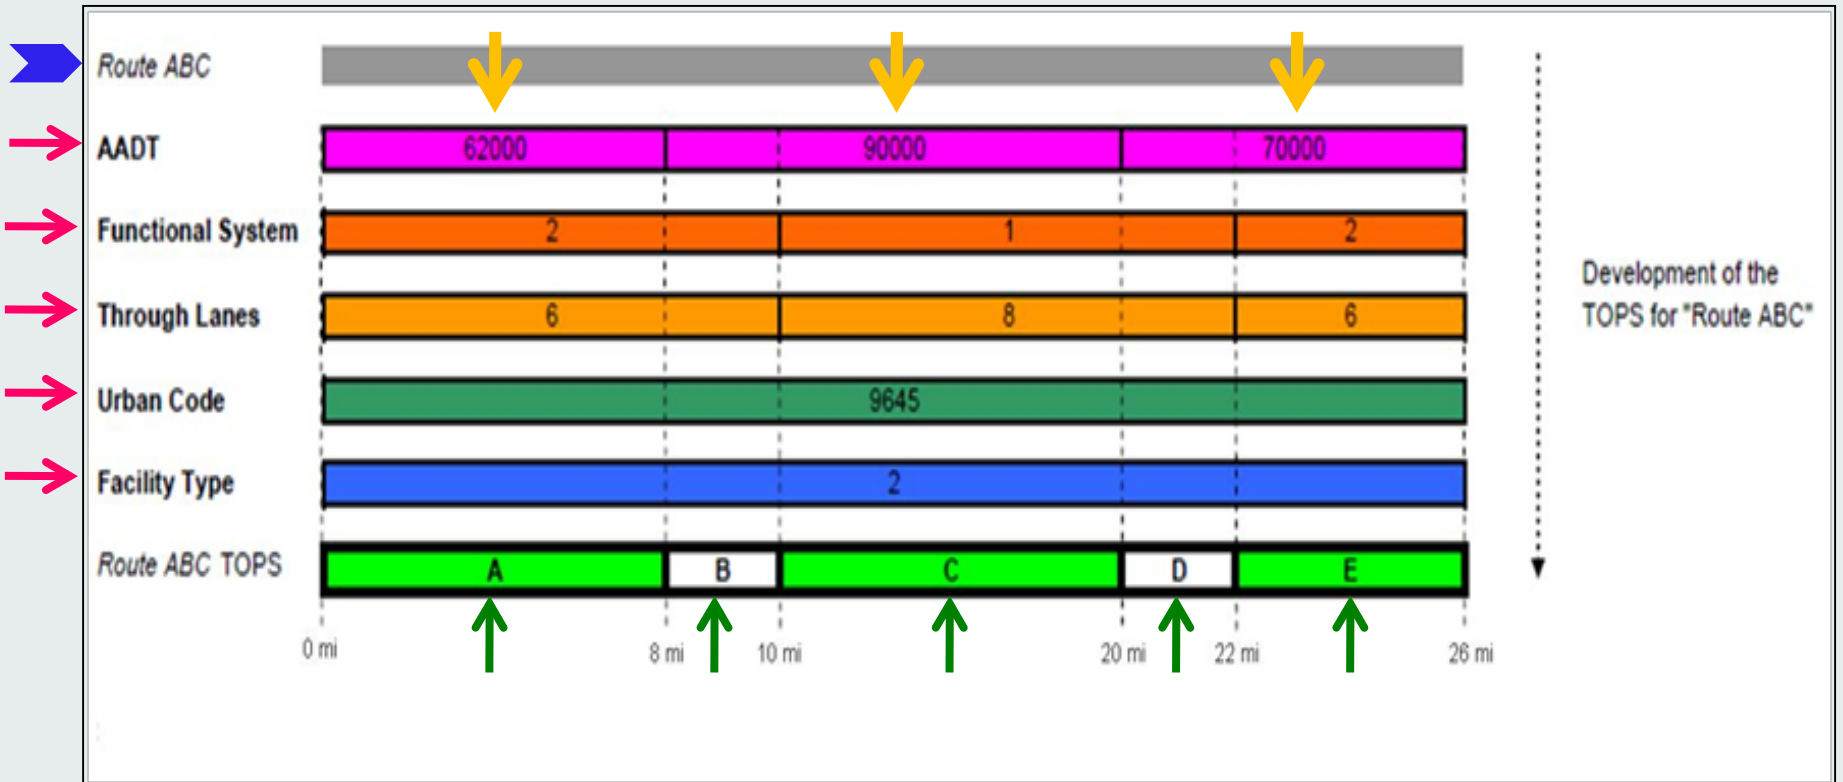 Route ABC
AADT
62000 90000 70000
Functional System
2 1 2
Through Lanes
6 8 6
Urban Code
9645
Facility Type
2
Route ABC TOPS
A B C D E
0 mi 8 mi 10 mi 20 mi 22 mi 26 mi
Development of the
TOPS for "Route ABC"